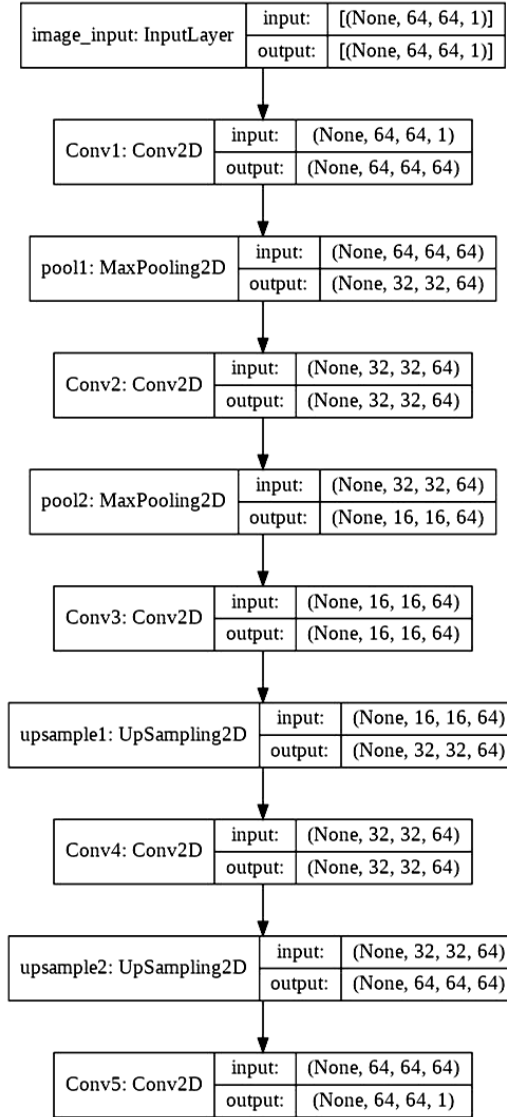 image_input: InputLayer
input: [(None, 64, 64, 1)]
output: [(None, 64, 64, 1)]
Conv1: Conv2D
input: (None, 64, 64, 1)
output: (None, 64, 64, 64)
pool1: MaxPooling2D
input: (None, 64, 64, 64)
output: (None, 32, 32, 64)
Conv2: Conv2D
input: (None, 32, 32, 64)
output: (None, 32, 32, 64)
pool2: MaxPooling2D
input: (None, 32, 32, 64)
output: (None, 16, 16, 64)
Conv3: Conv2D
input: (None, 16, 16, 64)
output: (None, 16, 16, 64)
upsample1: UpSampling2D
input: (None, 16, 16, 64)
output: (None, 32, 32, 64)
Conv4: Conv2D
input: (None, 32, 32, 64)
output: (None, 32, 32, 64)
upsample2: UpSampling2D
input: (None, 32, 32, 64)
output: (None, 64, 64, 64)
Conv5: Conv2D
input: (None, 64, 64, 64)
output: (None, 64, 64, 1)